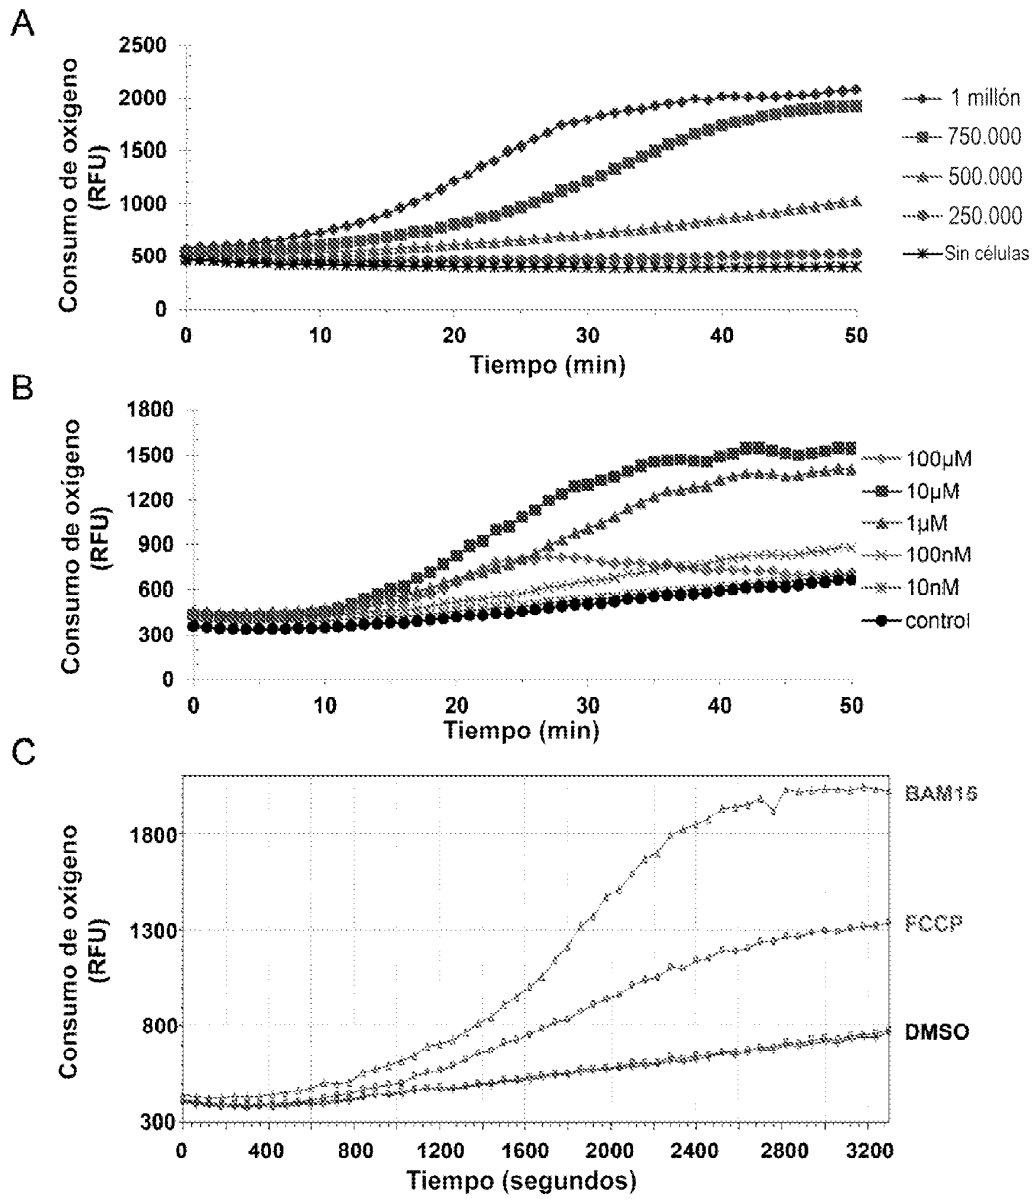 A
Consumo de oxígeno
(RFU)
2500
2000
1500
1000
500
0
0 10 20 30 40 50
Tiempo (min)
1 millón
750.000
500.000
250.000
Sin células
B
Consumo de oxígeno
(RFU)
1800
1500
1200
900
600
300
0
0 10 20 30 40 50
Tiempo (min)
100µM
10µM
1µM
100nM
10nM
control
C
Consumo de oxígeno
(RFU)
1800
1300
800
300
0 400 800 1200 1600 2000 2400 2800 3200
Tiempo (segundos)
BAM15
FCCP
DMSO